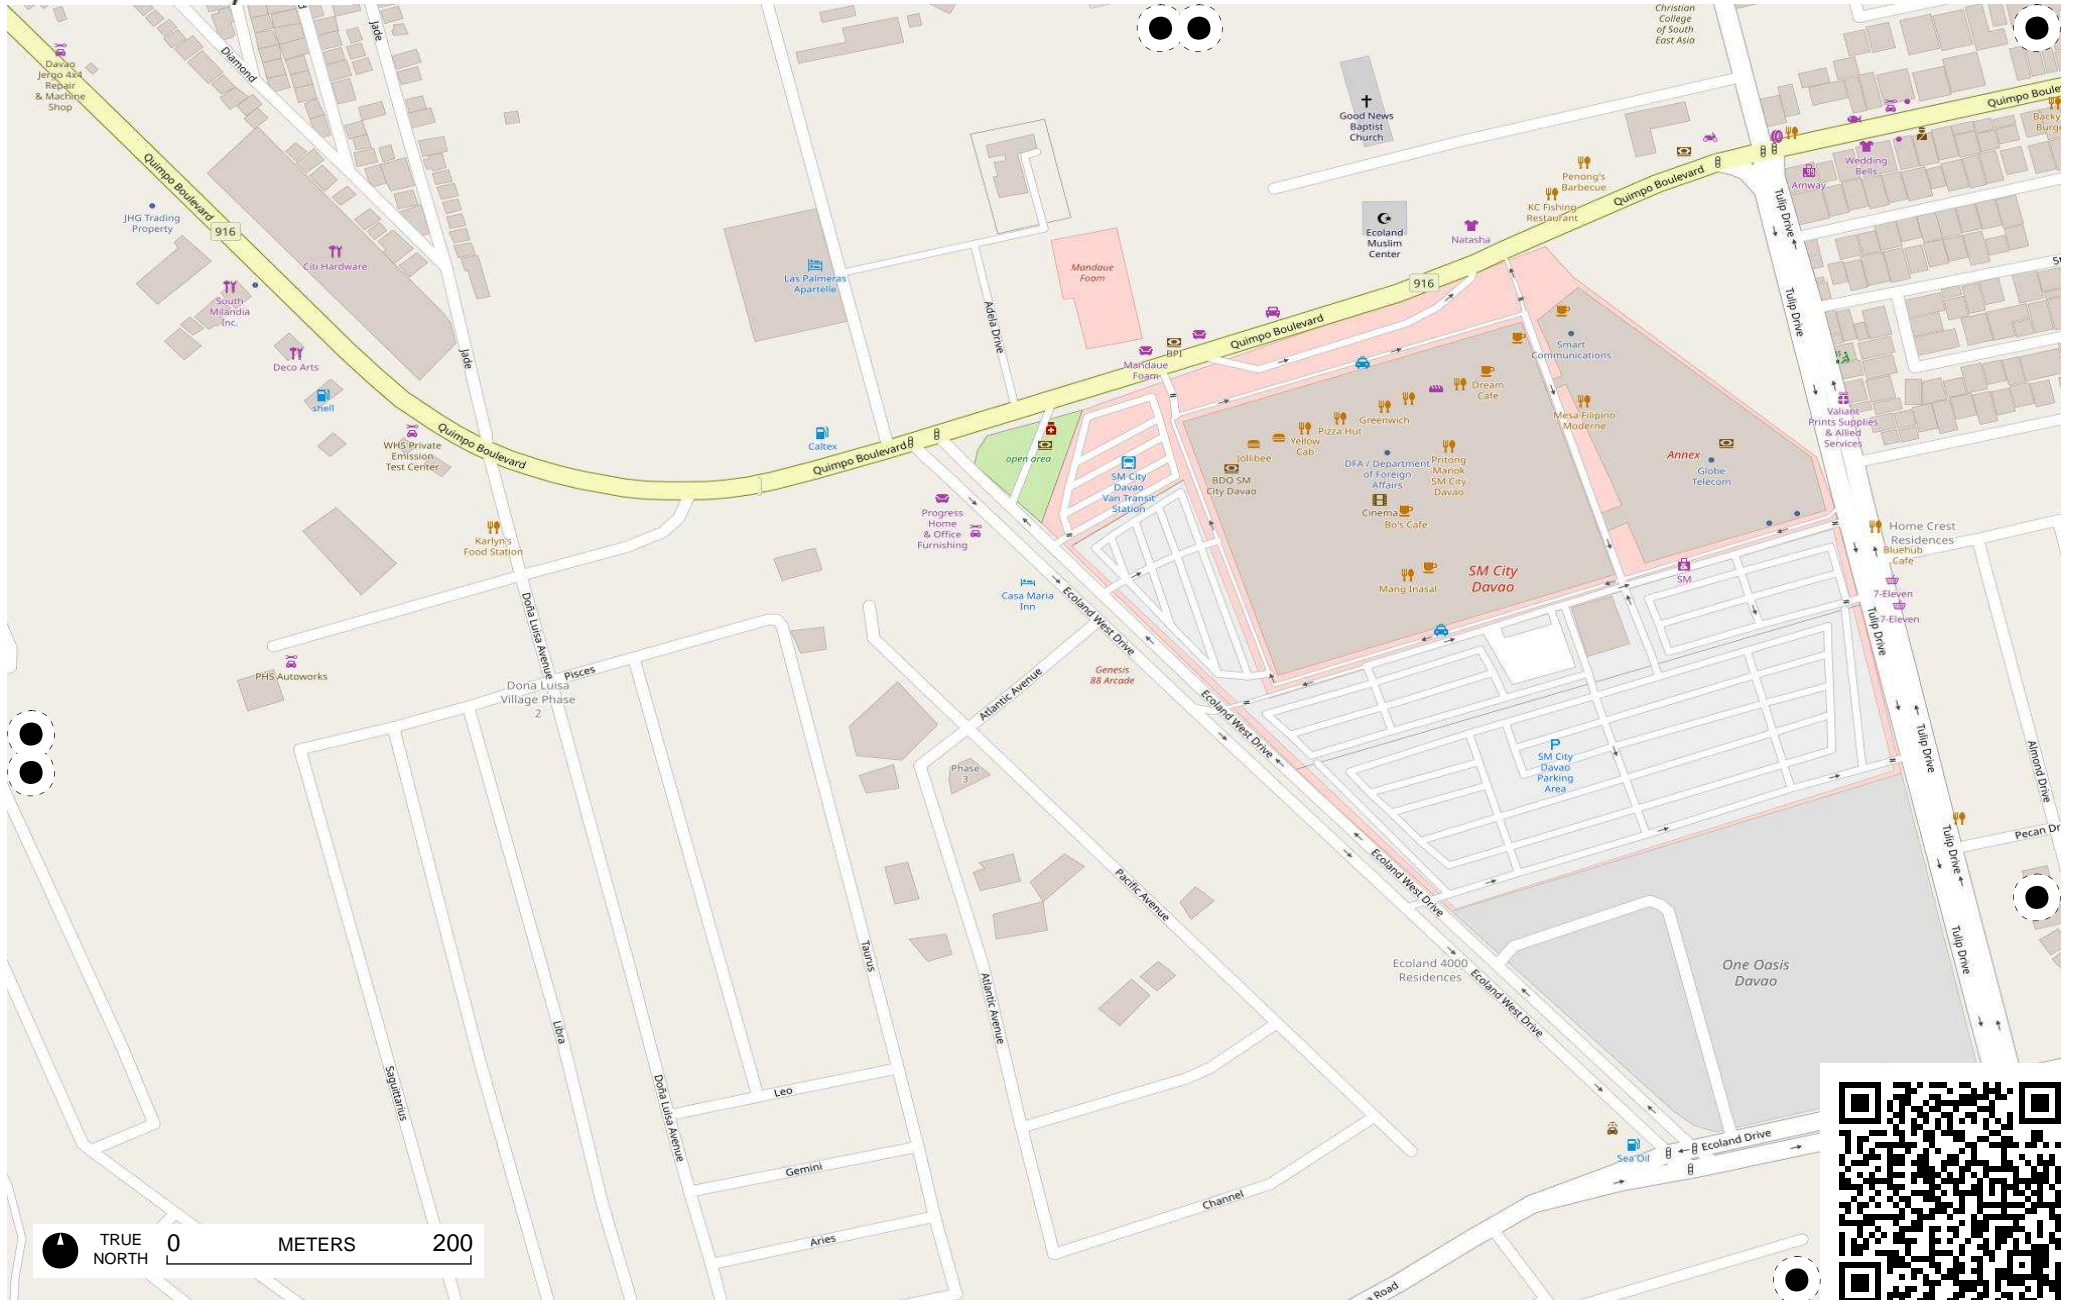 Christian
College
of South
East Asia
Jade
Diamond
Davao
Jergo 4x4
Repair
& Machine
Shop
Quimpo Boulevard
916
JHG Trading
Property
Citi Hardware
South
Milandia
Inc.
Deco Arts
shell
WHS Private
Emission
Test Center
Jade
Quimpo Boulevard
Las Palmeras
Apartelle
Adela Drive
Mandaue
Foam
Good News
Baptist
Church
Ecoland
Muslim
Center
Natasha
Penong's
Barbecue
KC Fishing
Restaurant
Quimpo Boulevard
Amway
Wedding
Bells
Tulip Drive
Tulip Drive
916
Quimpo Boulevard
BPI
Mandaue
Foam
Caltex
Quimpo Boulevard
open area
SM City
Davao
Van Transit
Station
Jollibee
BDO SM
City Davao
Yellow
Cab
Pizza Hut
Greenwich
Dream
Cafe
DFA / Department
of Foreign
Affairs
Pritong
Manok
SM City
Davao
Cinema
Bo's Cafe
Mang Inasal
SM City
Davao
Smart
Communications
Mesa Filipino
Moderne
Annex
Globe
Telecom
SM
Valiant
Prints Supplies
& Allied
Services
Home Crest
Residences
Bluehub
Cafe
7-Eleven
7-Eleven
Tulip Drive
Tulip Drive
Almond Drive
Tulip Drive
Tulip Drive
Karlyn's
Food Station
Progress
Home
& Office
Furnishing
Casa Maria
Inn
Ecoland West Drive
Genesis
88 Arcade
Atlantic Avenue
Ecoland West Drive
Doña Luisa Avenue
PHS Autoworks
Pisces
Dona Luisa
Village Phase
2
Phase
3
SM City
Davao
Parking
Area
Ecoland West Drive
Pacific Avenue
Ecoland 4000
Residences
Ecoland West Drive
One Oasis
Davao
Taurus
Atlantic Avenue
Libra
Saguittarius
Doña Luisa Avenue
Leo
Gemini
Aries
Channel
Sea Oil
Ecoland Drive
Road
TRUE
NORTH
0 METERS 200